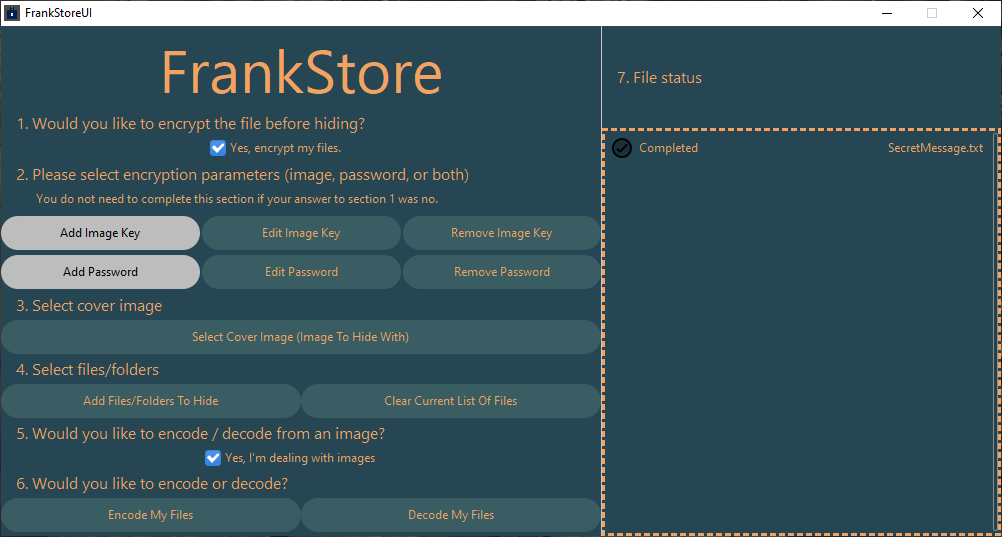 FrankStoreUI
FrankStore
1. Would you like to encrypt the file before hiding?
Yes, encrypt my files.
2. Please select encryption parameters (image, password, or both)
You do not need to complete this section if your answer to section 1 was no.
Add Image Key
Edit Image Key
Remove Image Key
Add Password
Edit Password
Remove Password
3. Select cover image
Select Cover Image (Image To Hide With)
4. Select files/folders
Add Files/Folders To Hide
Clear Current List Of Files
5. Would you like to encode / decode from an image?
Yes, I'm dealing with images
6. Would you like to encode or decode?
Encode My Files
Decode My Files
7. File status
Completed
SecretMessage.txt